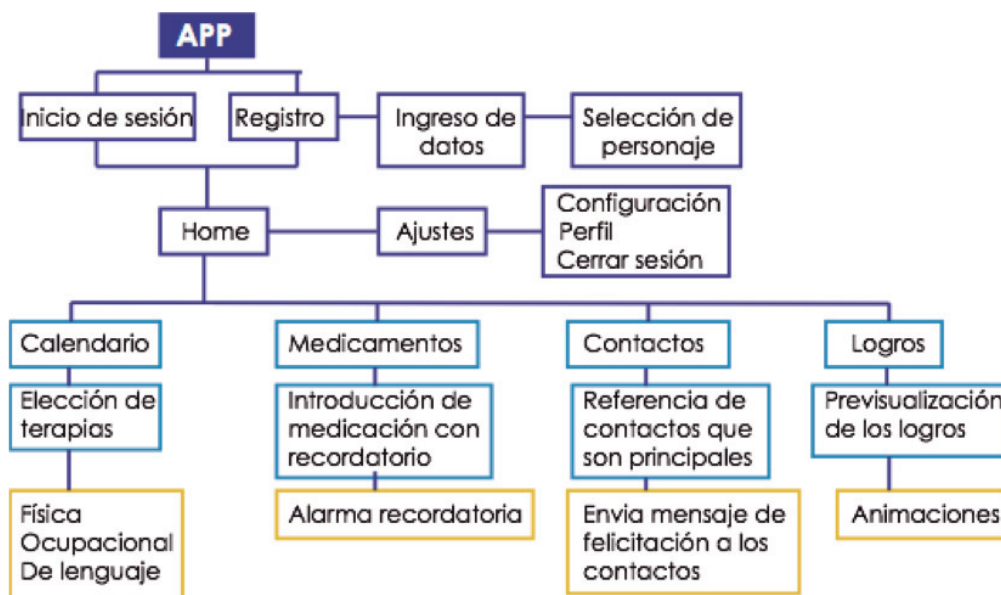 APP
Inicio de sesión
Registro
Ingreso de
datos
Selección de
personaje
Home
Ajustes
Configuración
Perfil
Cerrar sesión
Calendario
Medicamentos
Contactos
Logros
Elección de
terapias
Introducción de
medicación con
recordatorio
Referencia de
contactos que
son principales
Previsualización
de los logros
Física
Ocupacional
De lenguaje
Alarma recordatoria
Envia mensaje de
felicitación a los
contactos
Animaciones